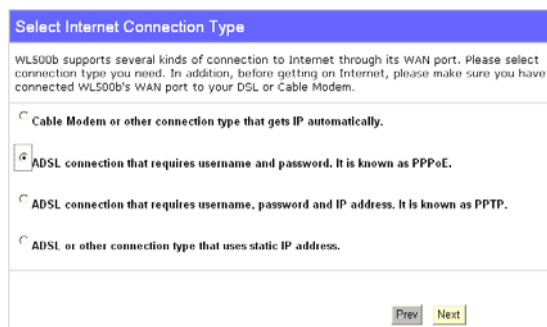 Select Internet Connection Type
WL500b supports several kinds of connection to Internet through its WAN port. Please select
connection type you need. In addition, before getting on Internet, please make sure you have
connected WL500b's WAN port to your DSL or Cable Modem.
Cable Modem or other connection type that gets IP automatically.
ADSL connection that requires username and password. It is known as PPPoE.
ADSL connection that requires username, password and IP address. It is known as PPTP.
ADSL or other connection type that uses static IP address.
Prev Next